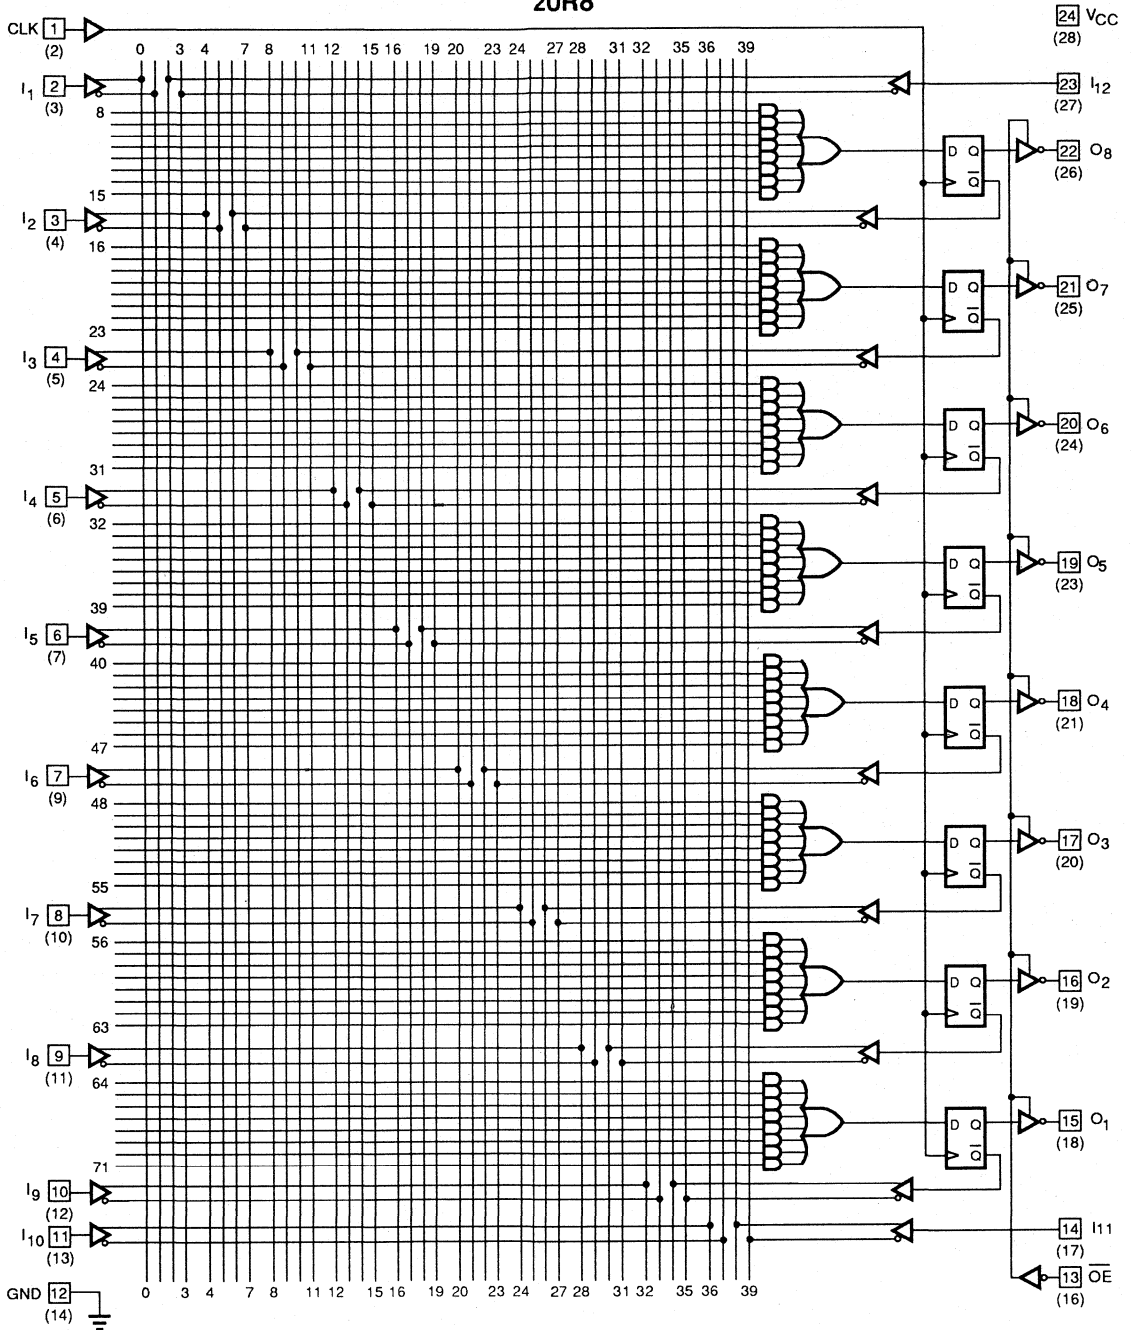 20R8
CLK 1 24 VCC
(2) (28)
0 3 4 7 8 11 12 15 16 19 20 23 24 27 28 31 32 35 36 39
I1 2 23 I12
(3) (27)
8
D Q 22 O8
Q (26)
15
I2 3
(4)
16
D Q 21 O7
Q (25)
23
I3 4
(5)
24
D Q 20 O6
Q (24)
31
I4 5
(6)
32
D Q 19 O5
Q (23)
39
I5 6
(7)
40
D Q 18 O4
Q (21)
47
I6 7
(9)
48
D Q 17 O3
Q (20)
55
I7 8
(10)
56
D Q 16 O2
Q (19)
63
I8 9
(11)
64
D Q 15 O1
Q (18)
71
I9 10
(12)
I10 11 14 I11
(13) (17)
13 OE
(16)
GND 12 0 3 4 7 8 11 12 15 16 19 20 23 24 27 28 31 32 35 36 39
(14)